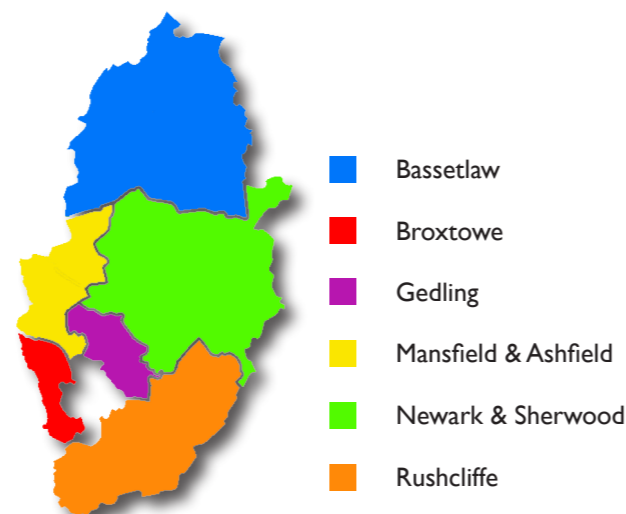 Bassetlaw
Broxtowe
Gedling
Mansfield & Ashfield
Newark & Sherwood
Rushcliffe